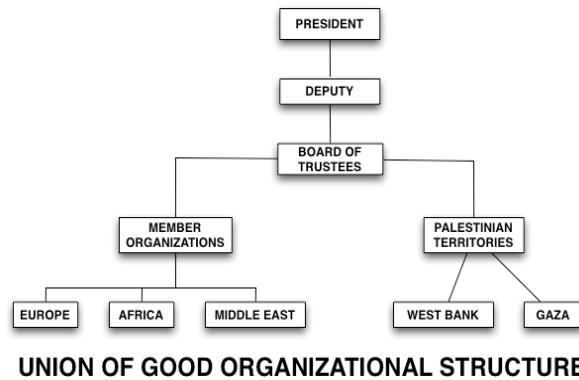 PRESIDENT
DEPUTY
BOARD OF
TRUSTEES
MEMBER
ORGANIZATIONS
PALESTINIAN
TERRITORIES
EUROPE
AFRICA
MIDDLE EAST
WEST BANK
GAZA
UNION OF GOOD ORGANIZATIONAL STRUCTURE